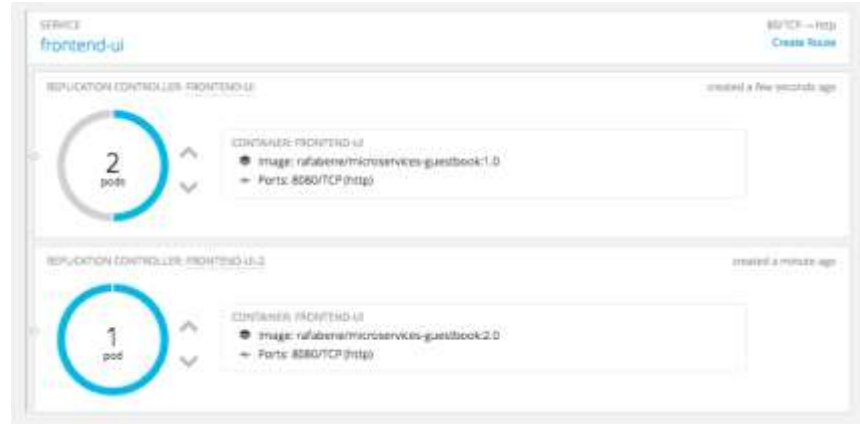 SERVICE
frontend-ui
80/TCP → http
Create Route
REPLICATION CONTROLLER: FRONTEND-UI
created a few seconds ago
2
pods
CONTAINER: FRONTEND-UI
Image: rafabene/microservices-guestbook:1.0
Ports: 8080/TCP (http)
REPLICATION CONTROLLER: FRONTEND-UI-2
created a minute ago
1
pod
CONTAINER: FRONTEND-UI
Image: rafabene/microservices-guestbook:2.0
Ports: 8080/TCP (http)